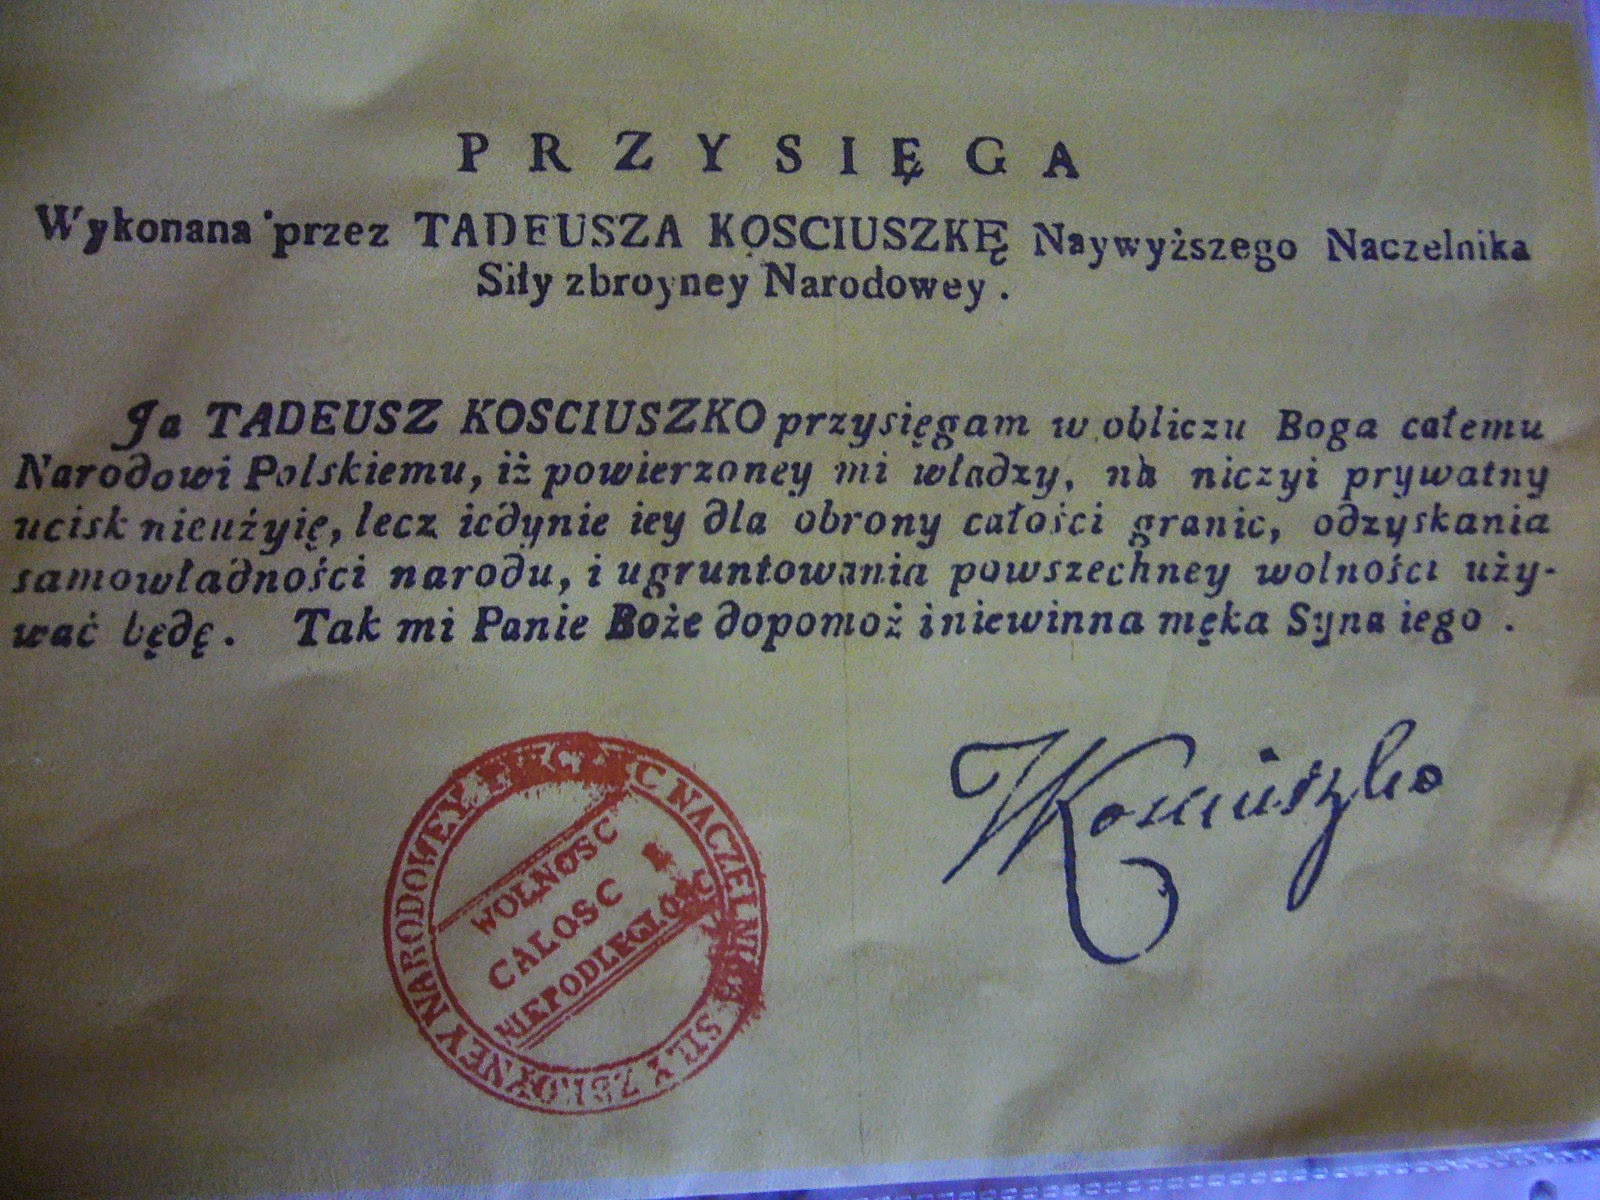 PRZYSIĘGA
Wykonana przez TADEUSZA KOSCIUSZKĘ Naywyższego Naczelnika
Siły zbroyney Narodowey.
Ja TADEUSZ KOSCIUSZKO przysięgam w obliczu Boga całemu
Narodowi Polskiemu, iż powierzoney mi władzy, na niczyi prywatny
ucisk nieużyię, lecz iedynie iey dla obrony całości granic, odzyskania
samowładności narodu, i ugruntowania powszechney wolności uży-
wać będę. Tak mi Panie Boże dopomoż i niewinna męka Syna iego.
NACZELNIKA SIŁY ZBROYNEY NARODOWEY
WOLNOSC
CAŁOSC
NIEPODLEGŁOSC
TKosciuszko